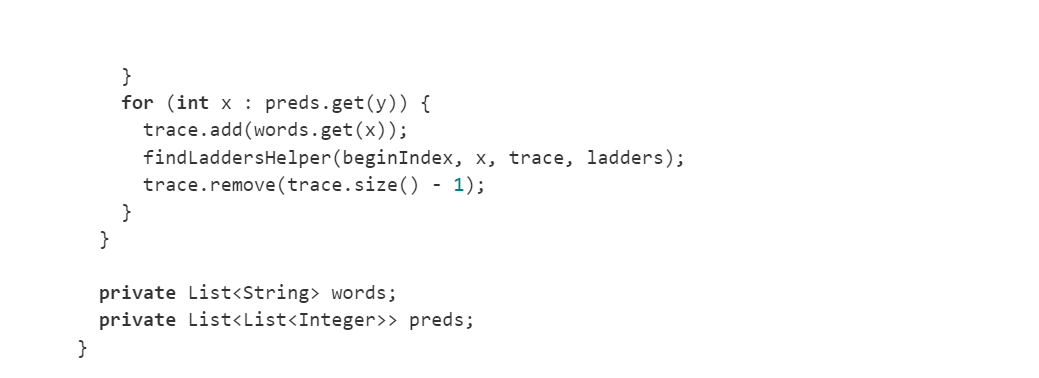 }
    for (int x : preds.get(y)) {
      trace.add(words.get(x));
      findLaddersHelper(beginIndex, x, trace, ladders);
      trace.remove(trace.size() - 1);
    }
  }

  private List<String> words;
  private List<List<Integer>> preds;
}